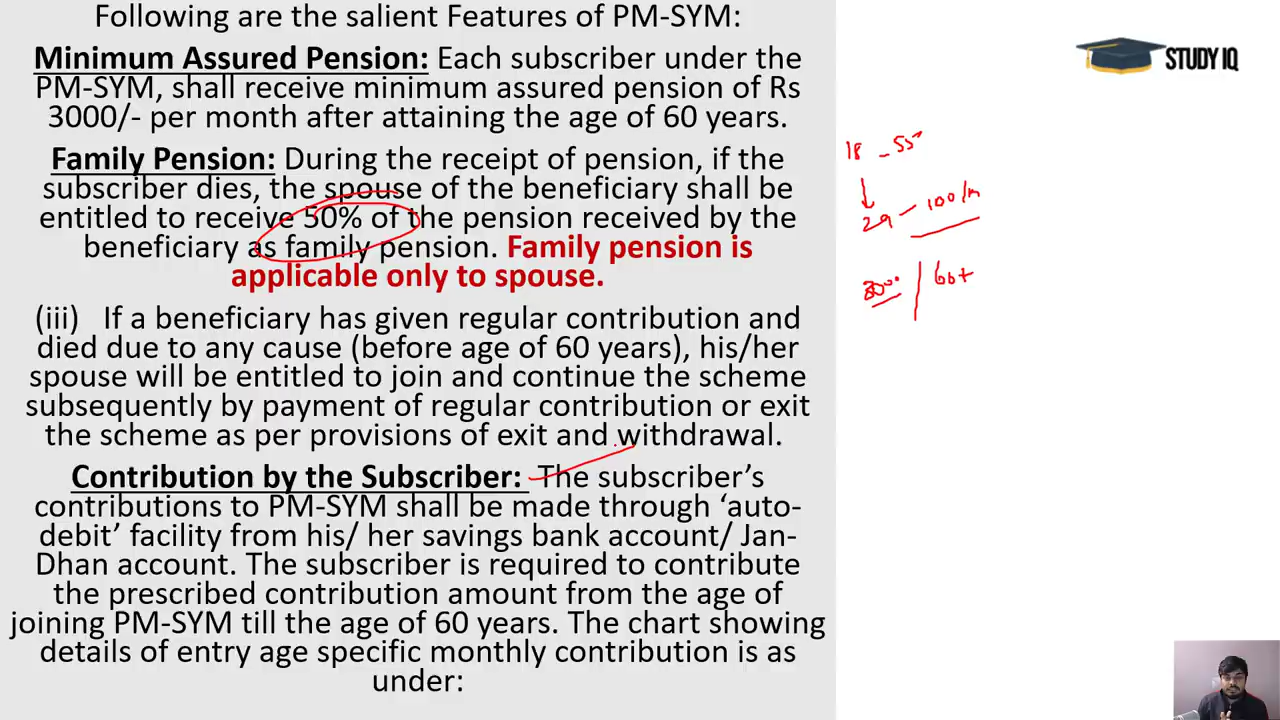 Following are the salient Features of PM-SYM:
Minimum Assured Pension: Each subscriber under the
PM-SYM, shall receive minimum assured pension of Rs
3000/- per month after attaining the age of 60 years.
Family Pension: During the receipt of pension, if the
subscriber dies, the spouse of the beneficiary shall be
entitled to receive 50% of the pension received by the
beneficiary as family pension. Family pension is
applicable only to spouse.
(iii) If a beneficiary has given regular contribution and
died due to any cause (before age of 60 years), his/her
spouse will be entitled to join and continue the scheme
subsequently by payment of regular contribution or exit
the scheme as per provisions of exit and withdrawal.
Contribution by the Subscriber: The subscriber's
contributions to PM-SYM shall be made through 'auto-
debit' facility from his/ her savings bank account/ Jan-
Dhan account. The subscriber is required to contribute
the prescribed contribution amount from the age of
joining PM-SYM till the age of 60 years. The chart showing
details of entry age specific monthly contribution is as
under:
STUDY IQ
18 - 55
29 - 100/m
60+